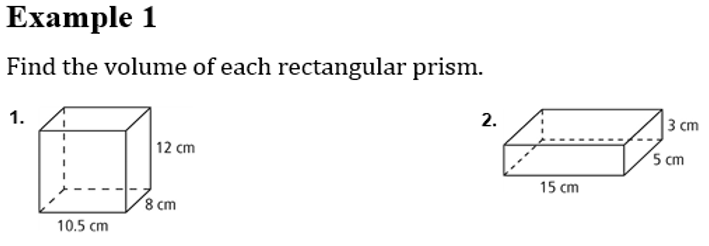 Example 1
Find the volume of each rectangular prism.
1.
12 cm
8 cm
10.5 cm
2.
3 cm
5 cm
15 cm